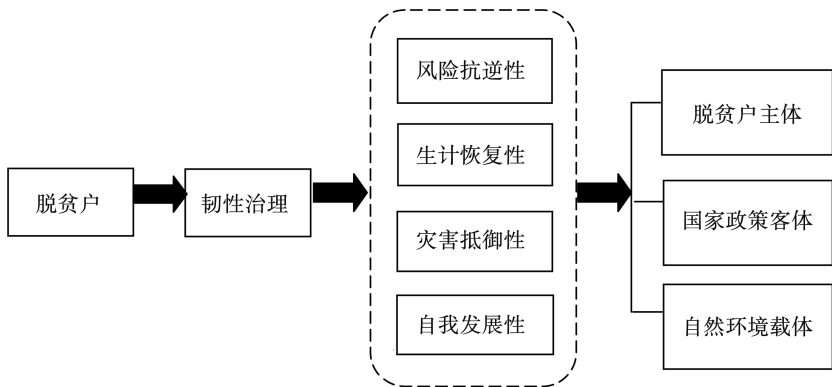 脱贫户
韧性治理
风险抗逆性
生计恢复性
灾害抵御性
自我发展性
脱贫户主体
国家政策客体
自然环境载体